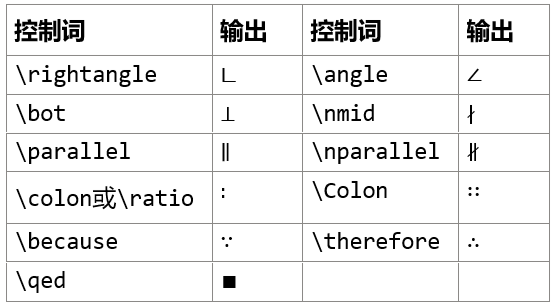 控制词 输出 控制词 输出
\rightangle ∟ \angle ∠
\bot ⊥ \nmid ∤
\parallel ∥ \nparallel ∦
\colon或\ratio ∶ \Colon ∷
\because ∵ \therefore ∴
\qed ■